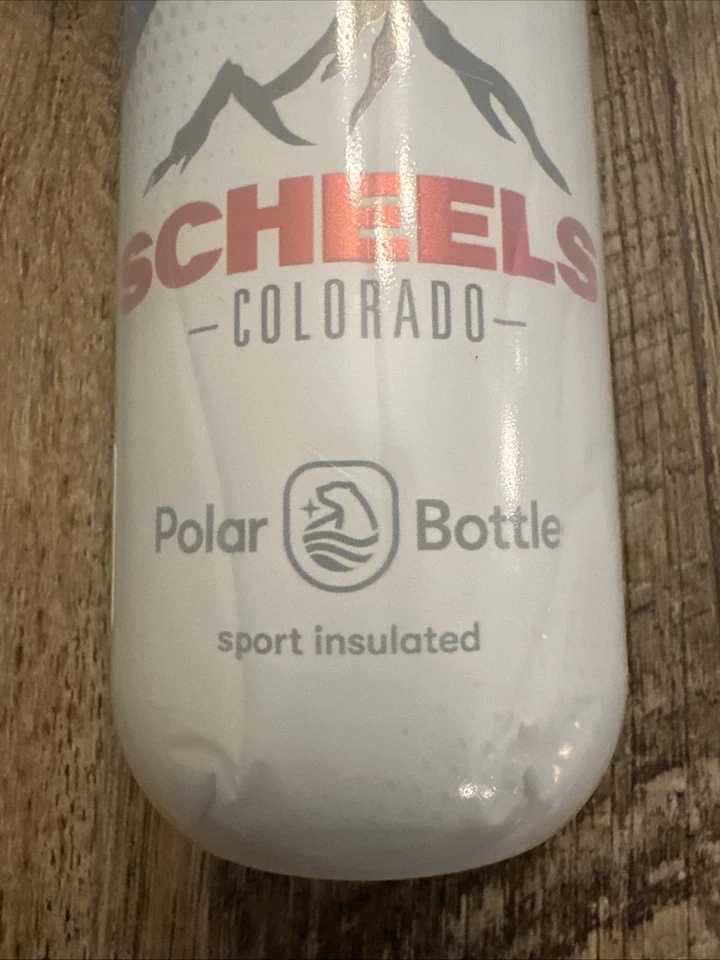 SCHEELS
COLORADO
Polar Bottle
sport insulated